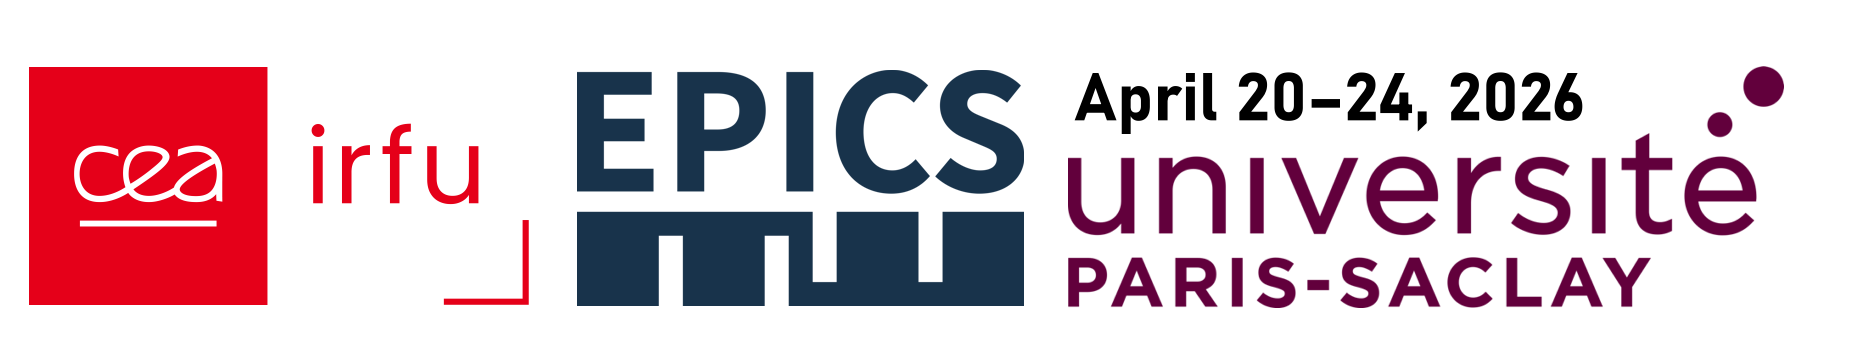 cea
irfu
EPICS
April 20–24, 2026
université
PARIS-SACLAY